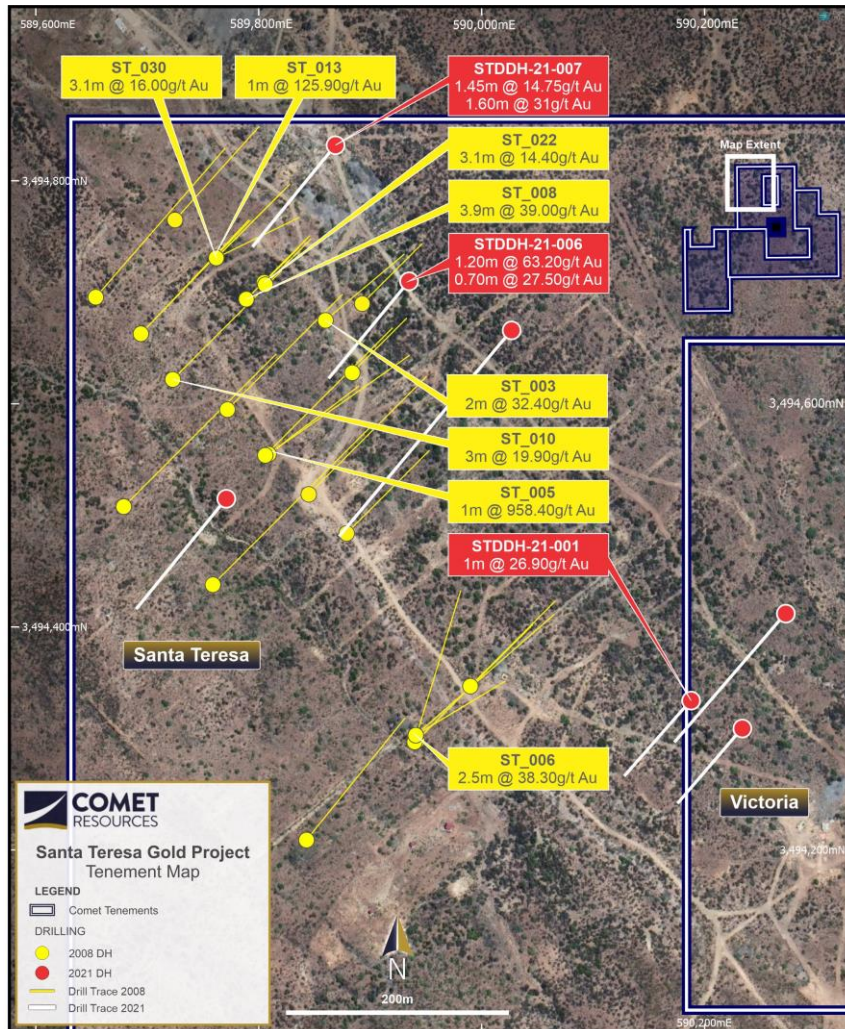 589,600mE
589,800mE
590,000mE
590,200mE
ST_030
3.1m @ 16.00g/t Au
ST_013
1m @ 125.90g/t Au
STDDH-21-007
1.45m @ 14.75g/t Au
1.60m @ 31g/t Au
ST_022
3.1m @ 14.40g/t Au
Map Extent
3,494,800mN
ST_008
3.9m @ 39.00g/t Au
STDDH-21-006
1.20m @ 63.20g/t Au
0.70m @ 27.50g/t Au
ST_003
2m @ 32.40g/t Au
3,494,600mN
ST_010
3m @ 19.90g/t Au
ST_005
1m @ 958.40g/t Au
STDDH-21-001
1m @ 26.90g/t Au
3,494,400mN
Santa Teresa
ST_006
2.5m @ 38.30g/t Au
Victoria
3,494,200mN
COMET
RESOURCES
Santa Teresa Gold Project
Tenement Map
LEGEND
Comet Tenements
DRILLING
2008 DH
2021 DH
Drill Trace 2008
Drill Trace 2021
N
200m
590,200mE